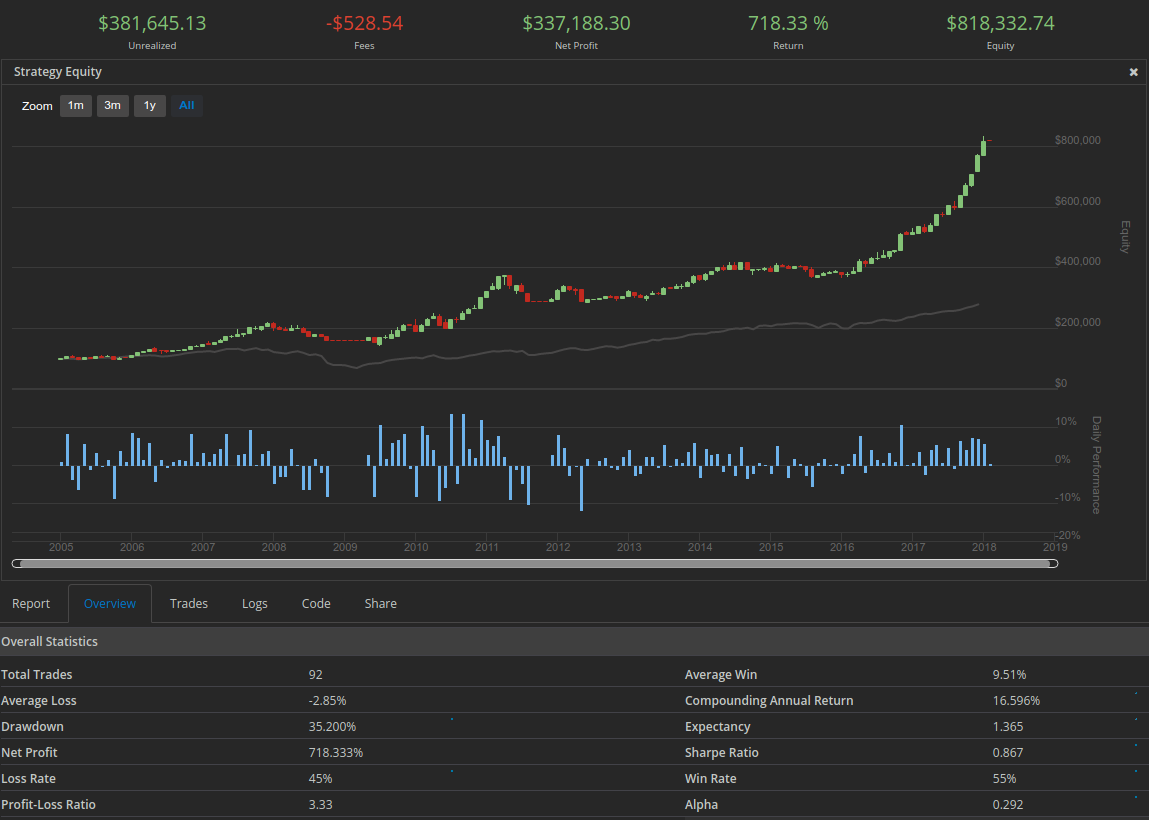 $381,645.13 -$528.54 $337,188.30 718.33 % $818,332.74
Unrealized Fees Net Profit Return Equity
Strategy Equity
Zoom 1m 3m 1y All
$800,000
$600,000
$400,000
$200,000
$0
Equity
10%
0%
-10%
-20%
Daily Performance
2005 2006 2007 2008 2009 2010 2011 2012 2013 2014 2015 2016 2017 2018 2019
Report Overview Trades Logs Code Share
Overall Statistics
Total Trades 92 Average Win 9.51%
Average Loss -2.85% Compounding Annual Return 16.596%
Drawdown 35.200% Expectancy 1.365
Net Profit 718.333% Sharpe Ratio 0.867
Loss Rate 45% Win Rate 55%
Profit-Loss Ratio 3.33 Alpha 0.292